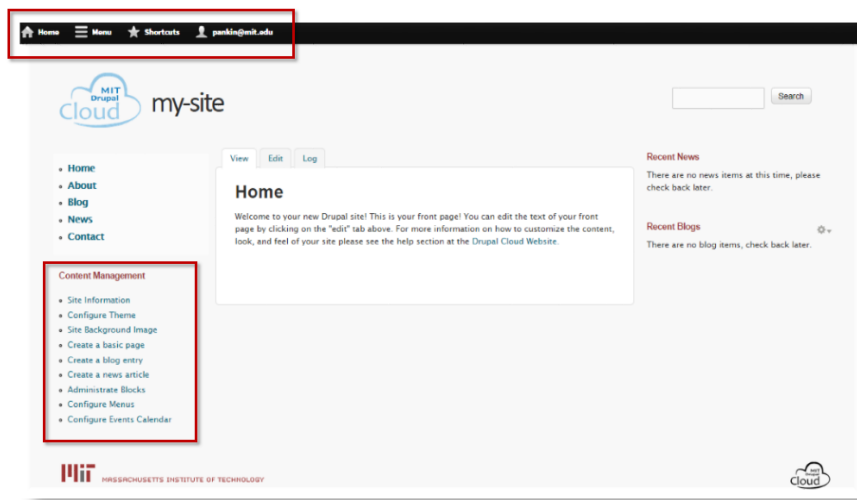 Home Menu Shortcuts pankin@mit.edu
MIT
Drupal
Cloud
my-site
Search
Home
About
Blog
News
Contact
Content Management
Site Information
Configure Theme
Site Background Image
Create a basic page
Create a blog entry
Create a news article
Administrate Blocks
Configure Menus
Configure Events Calendar
View Edit Log
Home
Welcome to your new Drupal site! This is your front page! You can edit the text of your front
page by clicking on the "edit" tab above. For more information on how to customize the content,
look, and feel of your site please see the help section at the Drupal Cloud Website.
Recent News
There are no news items at this time, please
check back later.
Recent Blogs
There are no blog items, check back later.
MIT
MASSACHUSETTS INSTITUTE OF TECHNOLOGY
Cloud